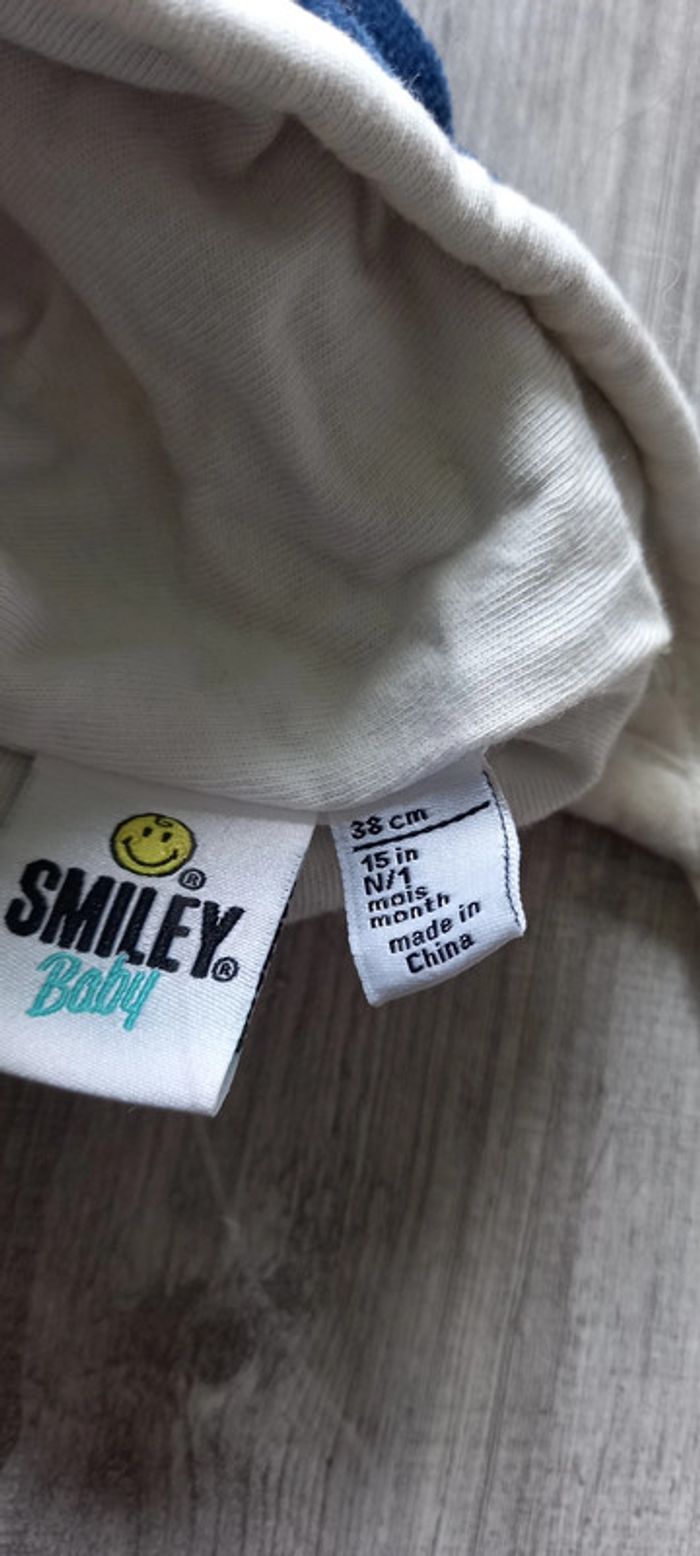 SMILEY®
Baby
38 cm
15 in
N/1
mois
month
made in
China